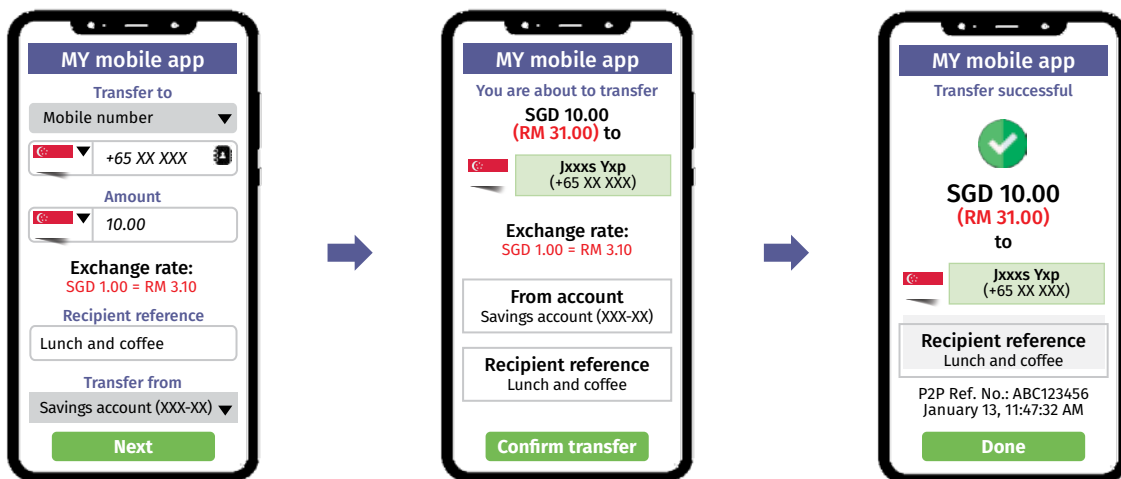 MY mobile app
Transfer to
Mobile number
+65 XX XXX
Amount
10.00
Exchange rate:
SGD 1.00 = RM 3.10
Recipient reference
Lunch and coffee
Transfer from
Savings account (XXX-XX)
Next
MY mobile app
You are about to transfer
SGD 10.00
(RM 31.00) to
Jxxxs Yxp
(+65 XX XXX)
Exchange rate:
SGD 1.00 = RM 3.10
From account
Savings account (XXX-XX)
Recipient reference
Lunch and coffee
Confirm transfer
MY mobile app
Transfer successful
SGD 10.00
(RM 31.00)
to
Jxxxs Yxp
(+65 XX XXX)
Recipient reference
Lunch and coffee
P2P Ref. No.: ABC123456
January 13, 11:47:32 AM
Done